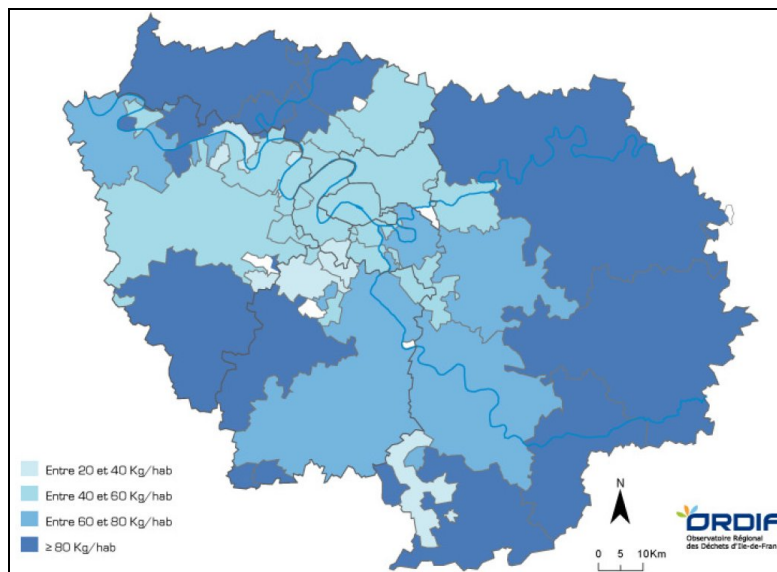 Entre 20 et 40 Kg/hab
Entre 40 et 60 Kg/hab
Entre 60 et 80 Kg/hab
≥ 80 Kg/hab
N
0 5 10Km
ORDIF
Observatoire Régional
des Déchets d'Ile-de-Fran